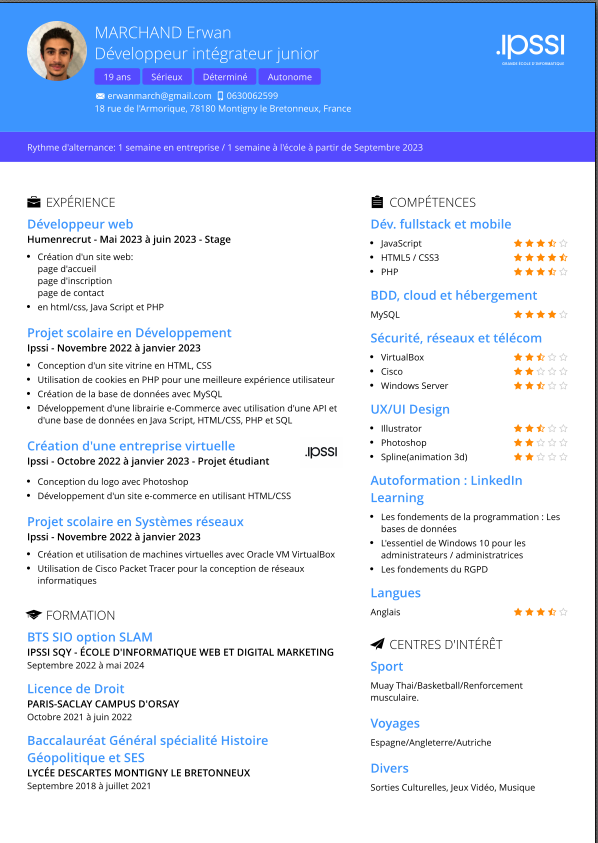 MARCHAND Erwan
Développeur intégrateur junior
19 ans
Sérieux
Déterminé
Autonome
erwanmarch@gmail.com 0630062599
18 rue de l'Armorique, 78180 Montigny le Bretonneux, France
.IPSSI
GRANDE ECOLE D'INFORMATIQUE
Rythme d'alternance: 1 semaine en entreprise / 1 semaine à l'école à partir de Septembre 2023
EXPÉRIENCE
Développeur web
Humenrecrut - Mai 2023 à juin 2023 - Stage
Création d'un site web:
page d'accueil
page d'inscription
page de contact
en html/css, Java Script et PHP
Projet scolaire en Développement
Ipssi - Novembre 2022 à janvier 2023
Conception d'un site vitrine en HTML, CSS
Utilisation de cookies en PHP pour une meilleure expérience utilisateur
Création de la base de données avec MySQL
Développement d'une librairie e-Commerce avec utilisation d'une API et
d'une base de données en Java Script, HTML/CSS, PHP et SQL
Création d'une entreprise virtuelle
.IPSSI
Ipssi - Octobre 2022 à janvier 2023 - Projet étudiant
Conception du logo avec Photoshop
Développement d'un site e-commerce en utilisant HTML/CSS
Projet scolaire en Systèmes réseaux
Ipssi - Novembre 2022 à janvier 2023
Création et utilisation de machines virtuelles avec Oracle VM VirtualBox
Utilisation de Cisco Packet Tracer pour la conception de réseaux
informatiques
FORMATION
BTS SIO option SLAM
IPSSI SQY - ÉCOLE D'INFORMATIQUE WEB ET DIGITAL MARKETING
Septembre 2022 à mai 2024
Licence de Droit
PARIS-SACLAY CAMPUS D'ORSAY
Octobre 2021 à juin 2022
Baccalauréat Général spécialité Histoire
Géopolitique et SES
LYCÉE DESCARTES MONTIGNY LE BRETONNEUX
Septembre 2018 à juillet 2021
COMPÉTENCES
Dév. fullstack et mobile
JavaScript
HTML5 / CSS3
PHP
BDD, cloud et hébergement
MySQL
Sécurité, réseaux et télécom
VirtualBox
Cisco
Windows Server
UX/UI Design
Illustrator
Photoshop
Spline(animation 3d)
Autoformation : LinkedIn
Learning
Les fondements de la programmation : Les
bases de données
L'essentiel de Windows 10 pour les
administrateurs / administratrices
Les fondements du RGPD
Langues
Anglais
CENTRES D'INTÉRÊT
Sport
Muay Thai/Basketball/Renforcement
musculaire.
Voyages
Espagne/Angleterre/Autriche
Divers
Sorties Culturelles, Jeux Vidéo, Musique